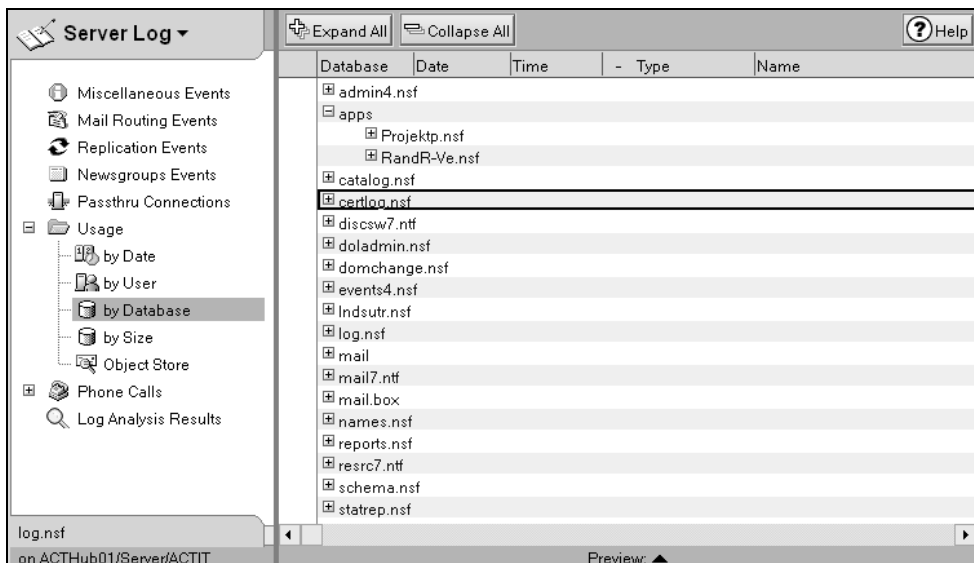 Server Log
Miscellaneous Events
Mail Routing Events
Replication Events
Newsgroups Events
Passthru Connections
Usage
by Date
by User
by Database
by Size
Object Store
Phone Calls
Log Analysis Results
log.nsf
on ACTHub01/Server/ACTIT
Expand All Collapse All Help
Database Date Time - Type Name
admin4.nsf
apps
Projektp.nsf
RandR-Ve.nsf
catalog.nsf
certlog.nsf
discsw7.ntf
doladmin.nsf
domchange.nsf
events4.nsf
lndsutr.nsf
log.nsf
mail
mail7.ntf
mail.box
names.nsf
reports.nsf
resrc7.ntf
schema.nsf
statrep.nsf
Preview: